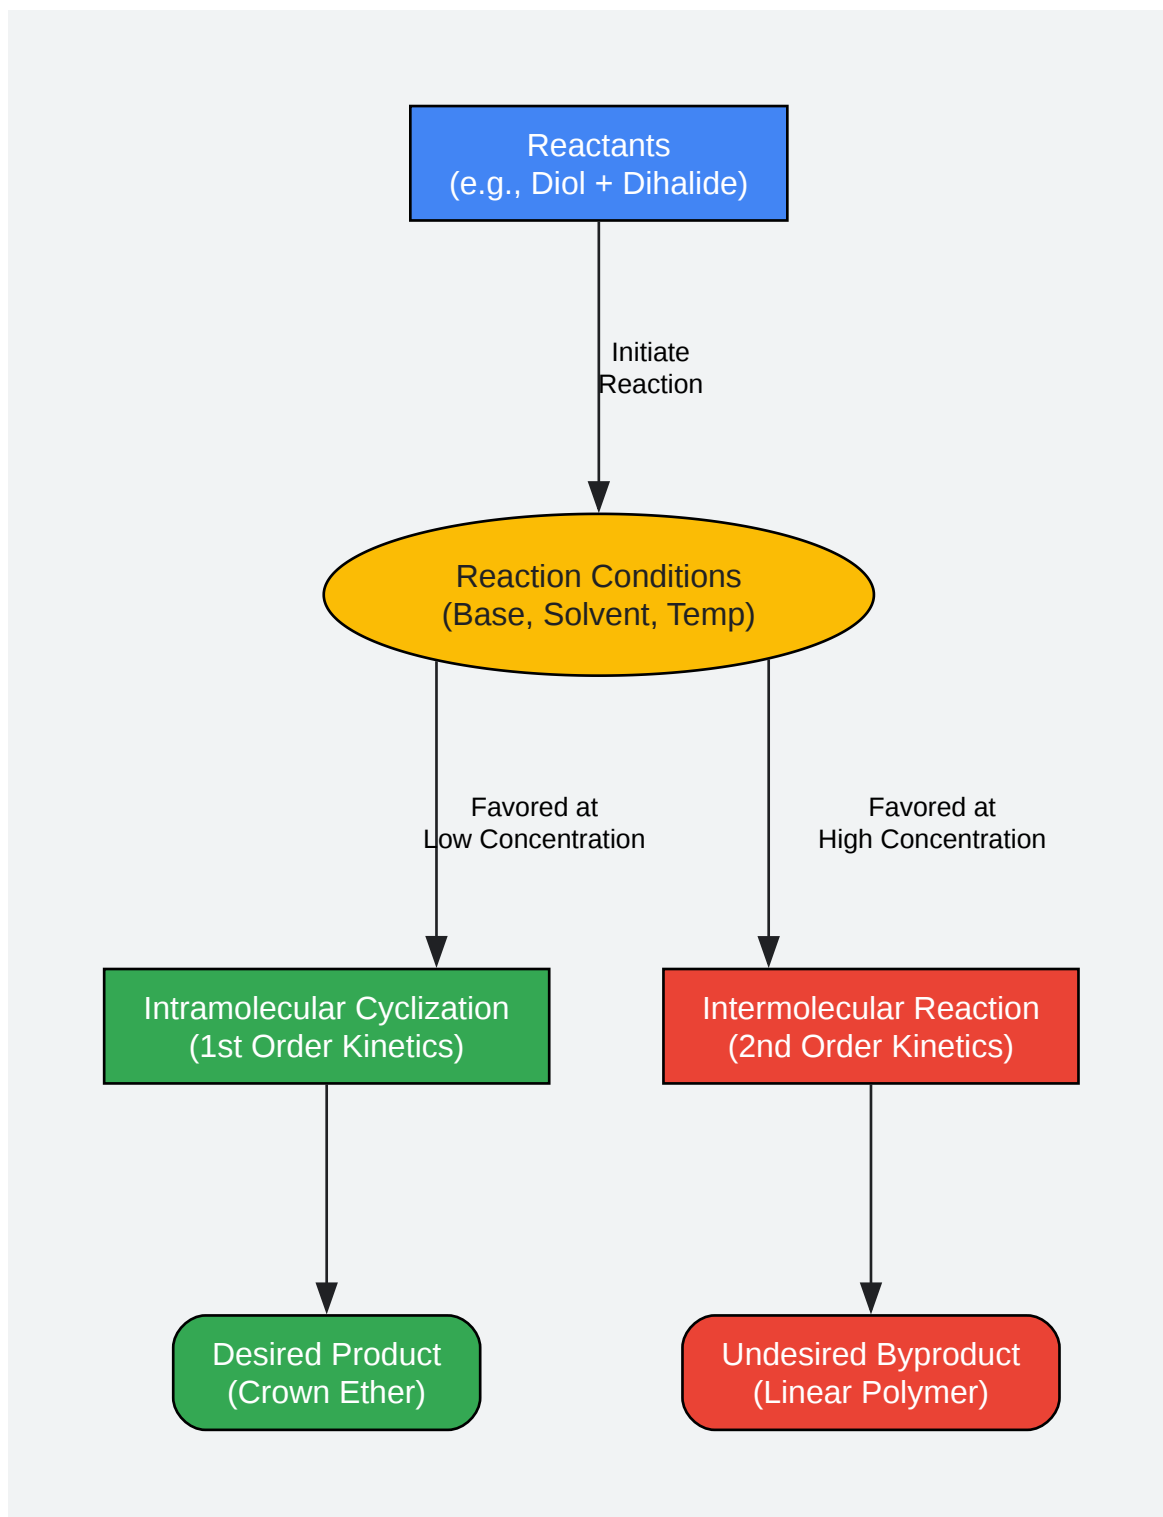 Reactants
(e.g., Diol + Dihalide)
Initiate
Reaction
Reaction Conditions
(Base, Solvent, Temp)
Favored at
Low Concentration
Favored at
High Concentration
Intramolecular Cyclization
(1st Order Kinetics)
Intermolecular Reaction
(2nd Order Kinetics)
Desired Product
(Crown Ether)
Undesired Byproduct
(Linear Polymer)